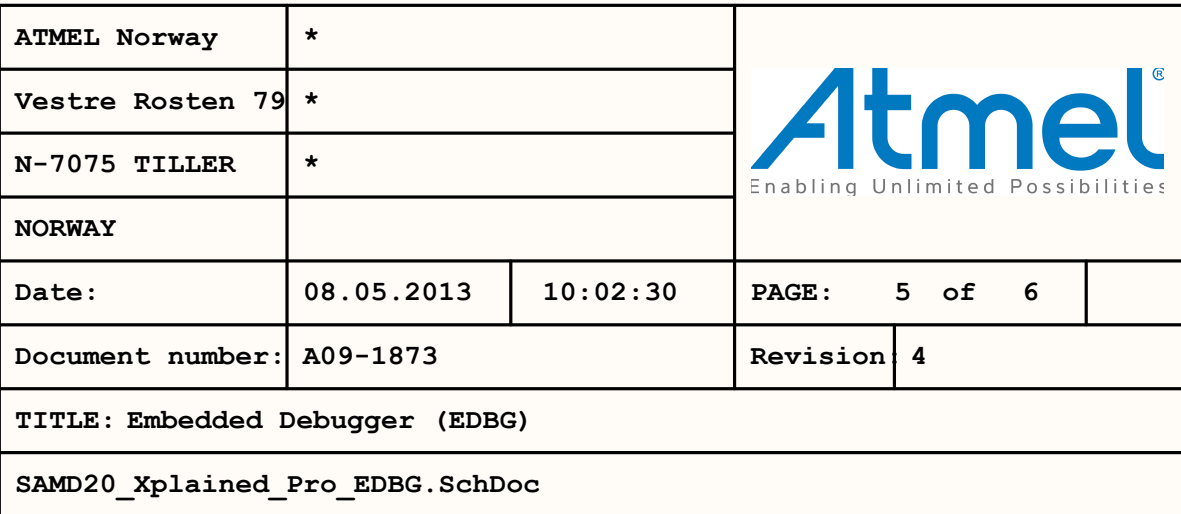 ATMEL Norway *
Vestre Rosten 79 *
N-7075 TILLER *
NORWAY
Atmel®
Enabling Unlimited Possibilities
Date: 08.05.2013 10:02:30 PAGE: 5 of 6
Document number: A09-1873 Revision: 4
TITLE: Embedded Debugger (EDBG)
SAMD20_Xplained_Pro_EDBG.SchDoc